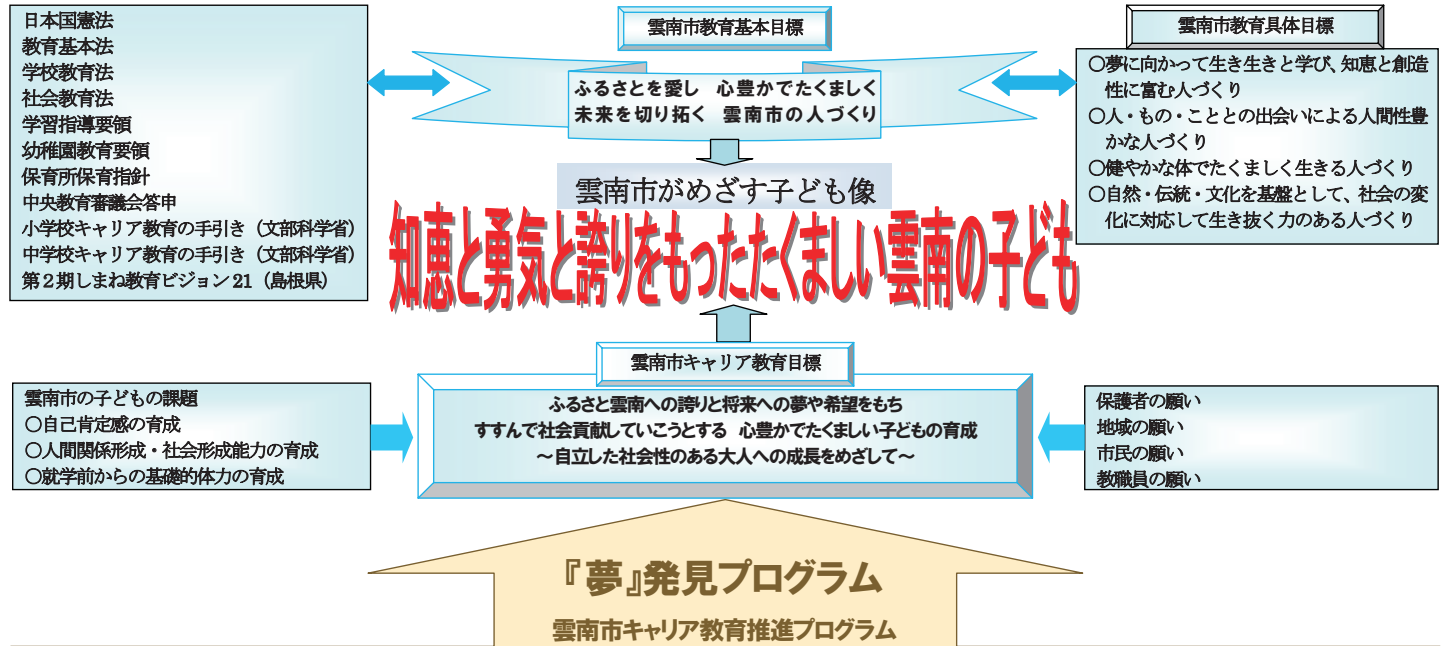 日本国憲法
教育基本法
学校教育法
社会教育法
学習指導要領
幼稚園教育要領
保育所保育指針
中央教育審議会答申
小学校キャリア教育の手引き（文部科学省）
中学校キャリア教育の手引き（文部科学省）
第２期しまね教育ビジョン21（島根県）
雲南市教育基本目標
ふるさとを愛し 心豊かでたくましく
未来を切り拓く 雲南市の人づくり
雲南市教育具体目標
○夢に向かって生き生きと学び、知恵と創造
性に富む人づくり
○人・もの・こととの出会いによる人間性豊
かな人づくり
○健やかな体でたくましく生きる人づくり
○自然・伝統・文化を基盤として、社会の変
化に対応して生き抜く力のある人づくり
雲南市がめざす子ども像
知恵と勇気と誇りをもったたくましい雲南の子ども
雲南市キャリア教育目標
ふるさと雲南への誇りと将来への夢や希望をもち
すすんで社会貢献していこうとする 心豊かでたくましい子どもの育成
～自立した社会性のある大人への成長をめざして～
雲南市の子どもの課題
○自己肯定感の育成
○人間関係形成・社会形成能力の育成
○就学前からの基礎的体力の育成
保護者の願い
地域の願い
市民の願い
教職員の願い
『夢』発見プログラム
雲南市キャリア教育推進プログラム